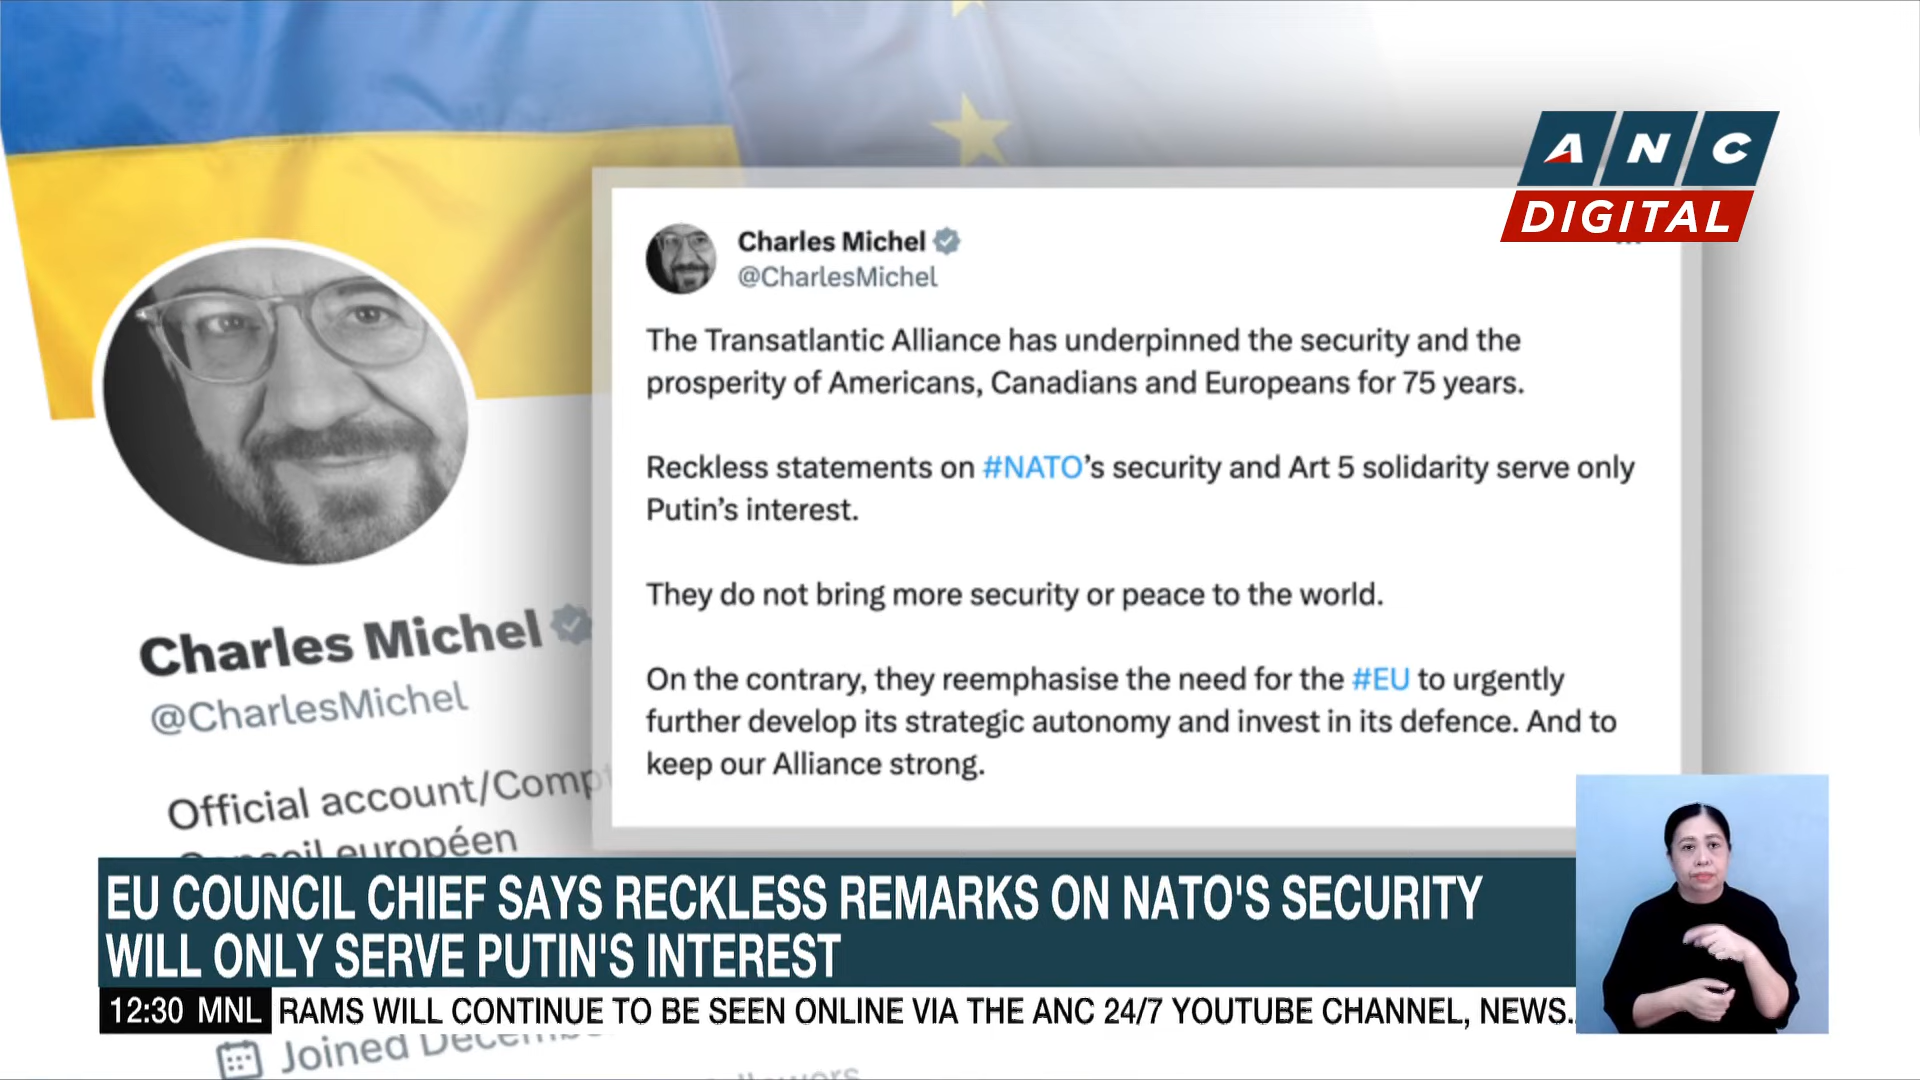 ANC
DIGITAL
Charles Michel
@CharlesMichel
The Transatlantic Alliance has underpinned the security and the
prosperity of Americans, Canadians and Europeans for 75 years.
Reckless statements on #NATO's security and Art 5 solidarity serve only
Putin's interest.
They do not bring more security or peace to the world.
On the contrary, they reemphasise the need for the #EU to urgently
further develop its strategic autonomy and invest in its defence. And to
keep our Alliance strong.
Charles Michel
@CharlesMichel
Official account/Comp
Conseil européen
Joined
EU COUNCIL CHIEF SAYS RECKLESS REMARKS ON NATO'S SECURITY
WILL ONLY SERVE PUTIN'S INTEREST
12:30 MNL RAMS WILL CONTINUE TO BE SEEN ONLINE VIA THE ANC 24/7 YOUTUBE CHANNEL, NEWS.